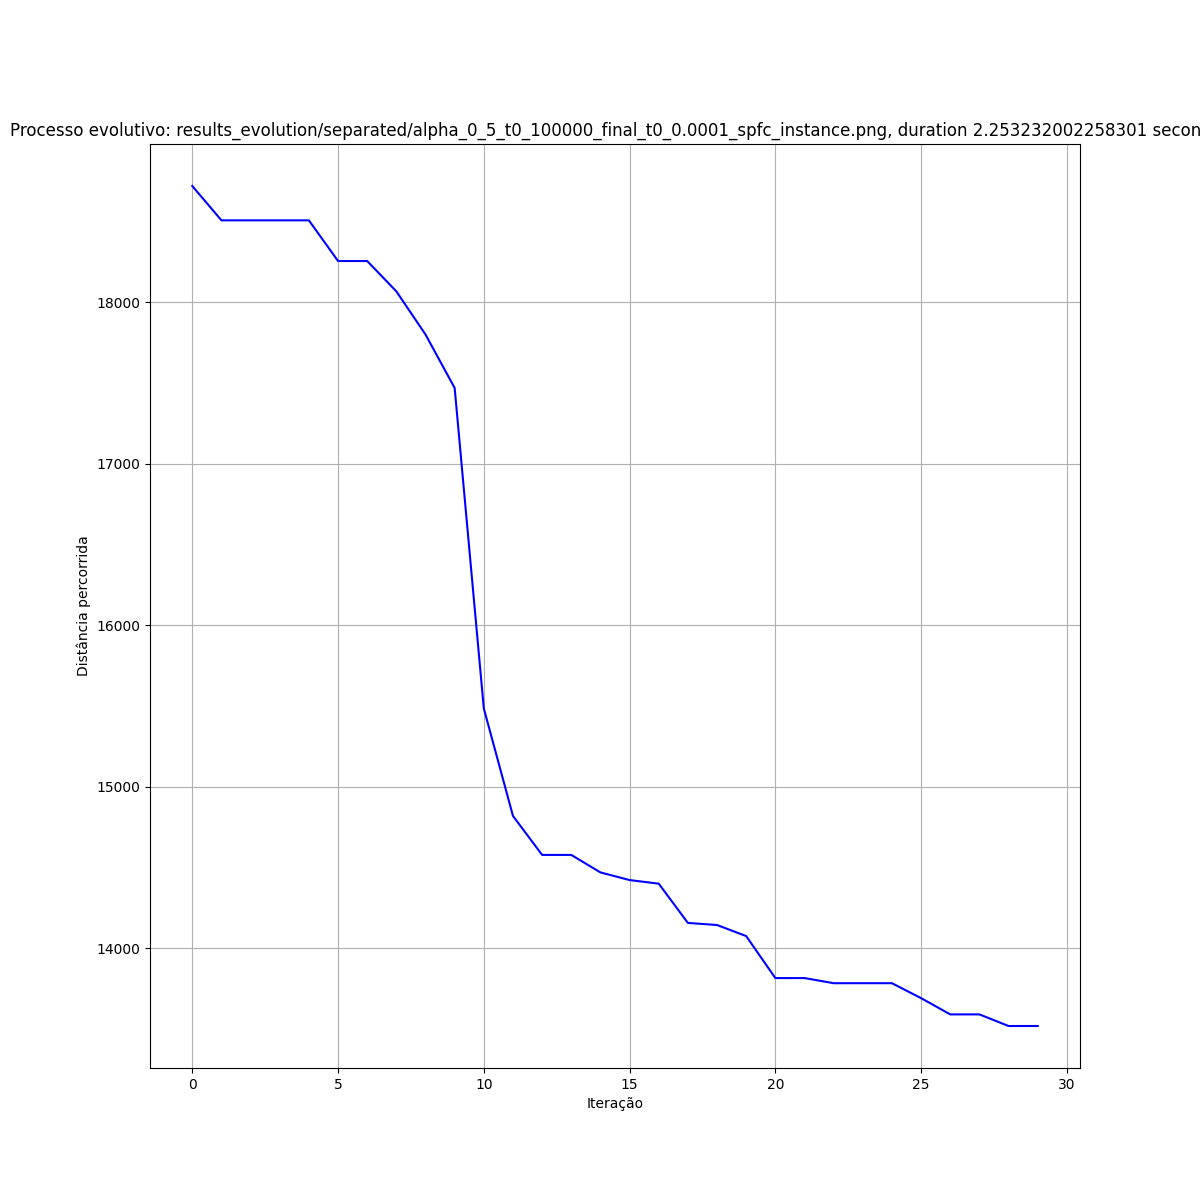 Processo evolutivo: results_evolution/separated/alpha_0_5_t0_100000_final_t0_0.0001_spfc_instance.png, duration 2.253232002258301 secon
18000
17000
16000
15000
14000
Distância percorrida
0 5 10 15 20 25 30
Iteração